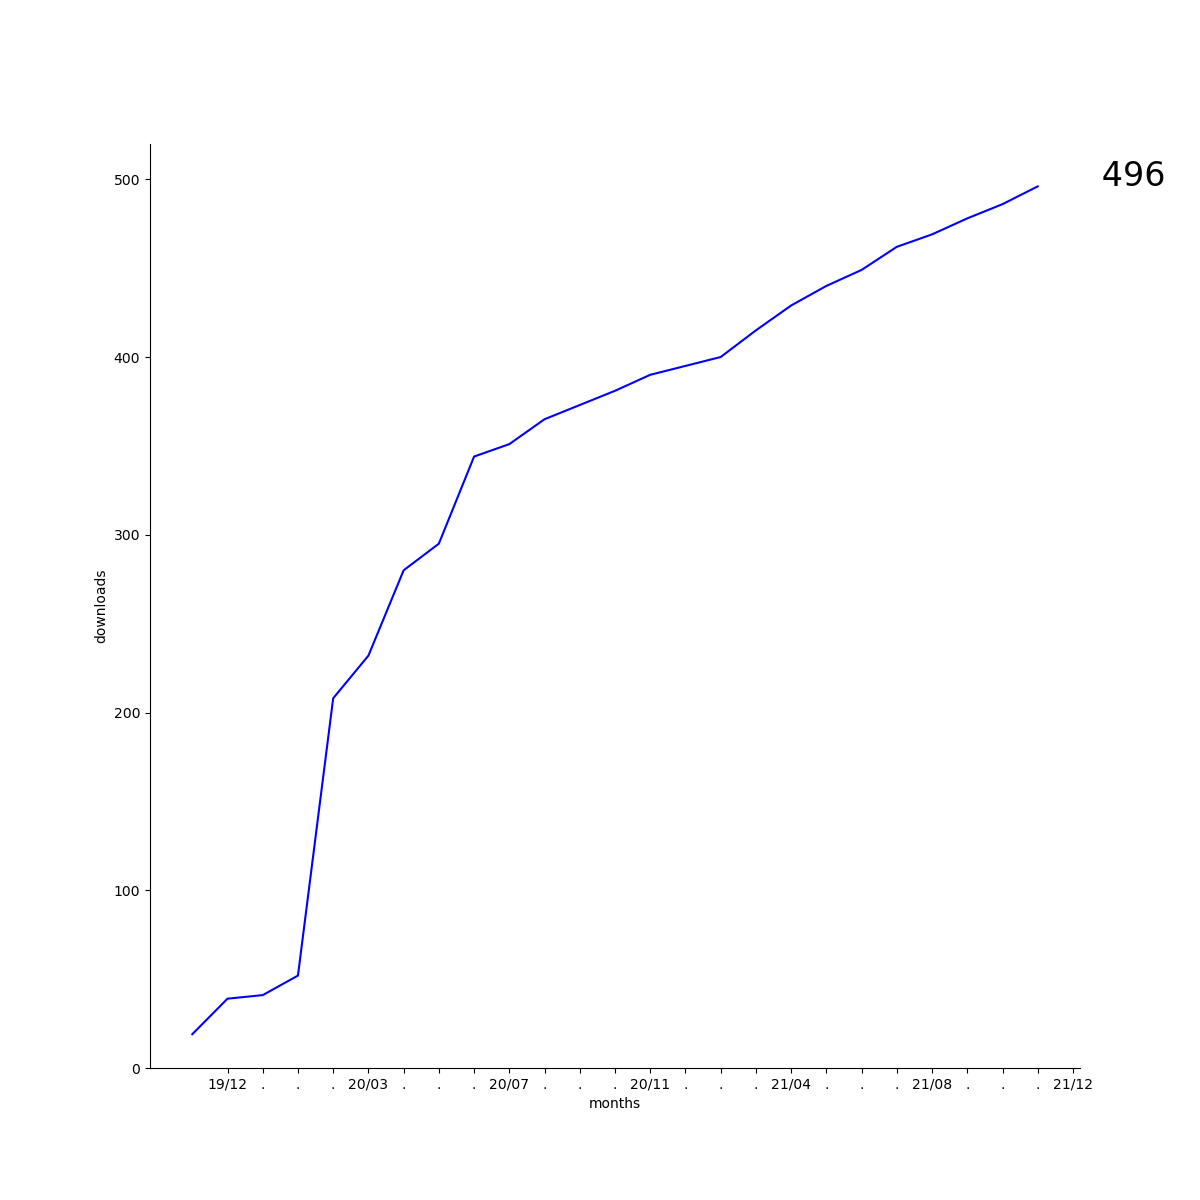 496
500
400
300
200
100
0
downloads
19/12 . . . 20/03 . . . 20/07 . . . 20/11 . . . 21/04 . . . 21/08 . . . 21/12
months